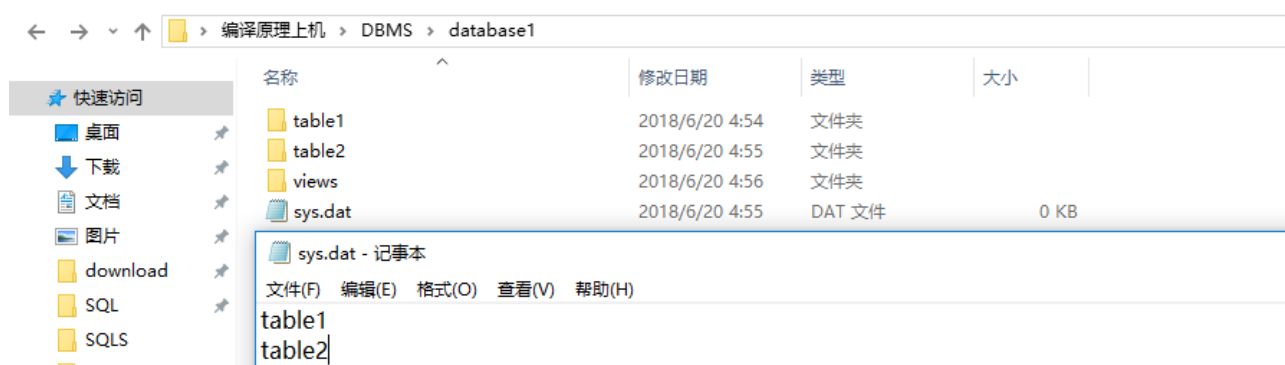 编译原理上机 > DBMS > database1
名称 修改日期 类型 大小
快速访问
桌面
下载
文档
图片
download
SQL
SQLS
table1 2018/6/20 4:54 文件夹
table2 2018/6/20 4:55 文件夹
views 2018/6/20 4:56 文件夹
sys.dat 2018/6/20 4:55 DAT 文件 0 KB
sys.dat - 记事本
文件(F) 编辑(E) 格式(O) 查看(V) 帮助(H)
table1
table2